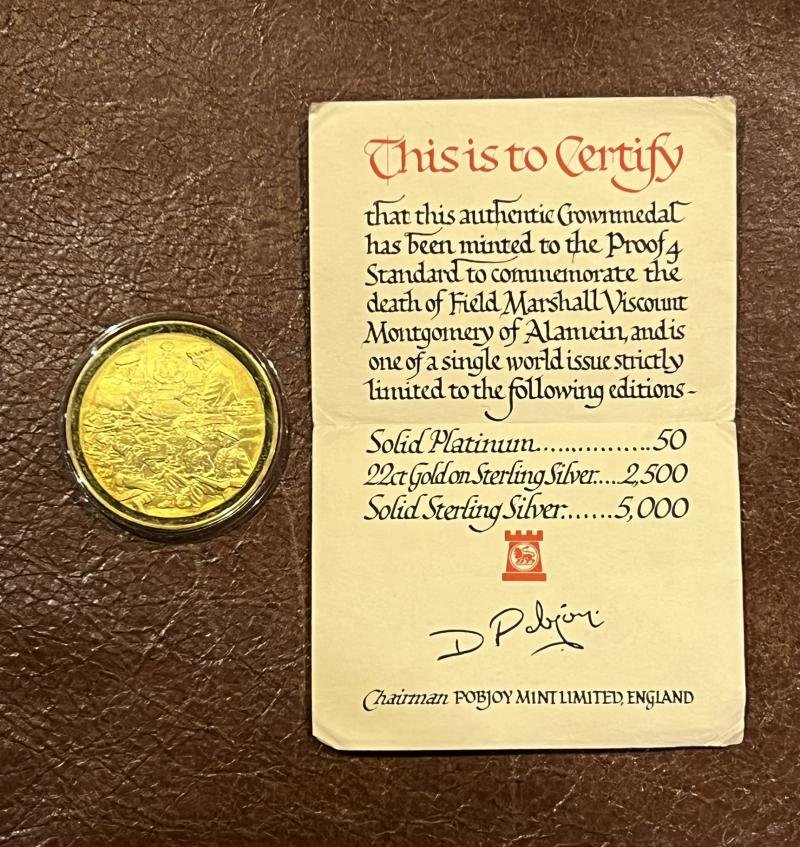 This is to Certify
that this authentic Crownmedal
has been minted to the Proof 4
Standard to commemorate the
death of Field Marshall Viscount
Montgomery of Alamein, and is
one of a single world issue strictly
limited to the following editions-
Solid Platinum................50
22ct Gold on Sterling Silver....2,500
Solid Sterling Silver.......5,000
D Pobjoy.
Chairman POBJOY MINT LIMITED, ENGLAND